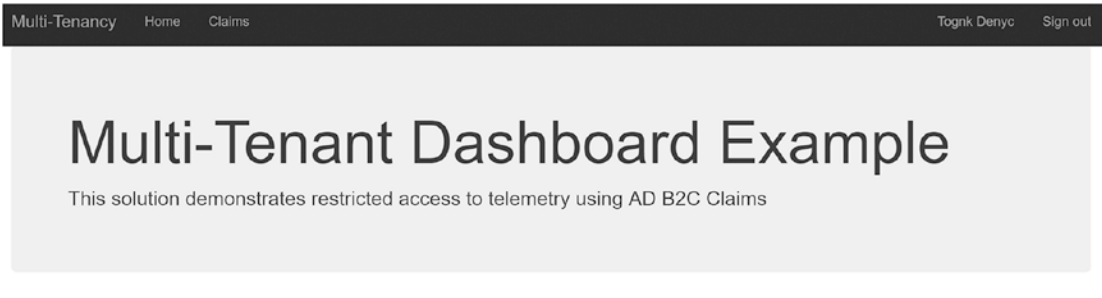 Multi-Tenancy Home Claims Tognk Denyc Sign out
Multi-Tenant Dashboard Example
This solution demonstrates restricted access to telemetry using AD B2C Claims